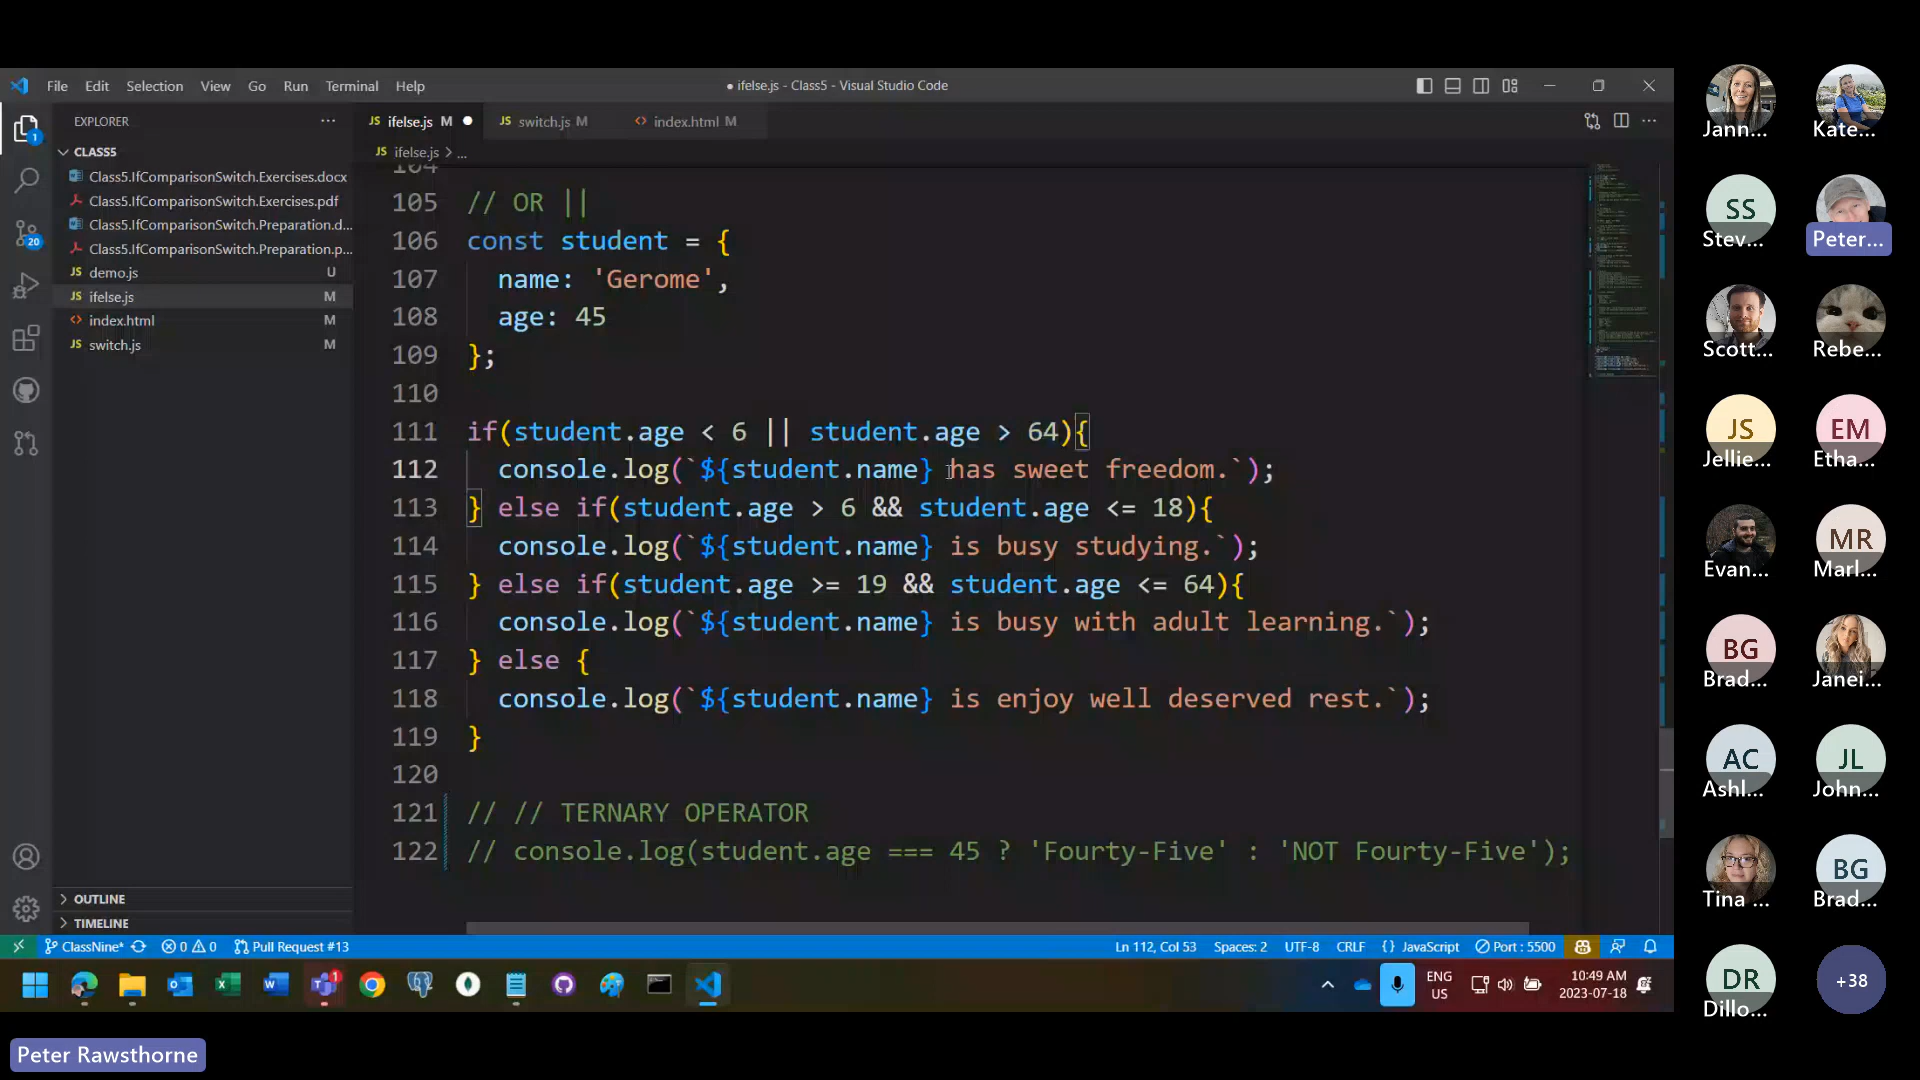 File Edit Selection View Go Run Terminal Help
● ifelse.js - Class5 - Visual Studio Code
EXPLORER
CLASS5
Class5.IfComparisonSwitch.Exercises.docx
Class5.IfComparisonSwitch.Exercises.pdf
Class5.IfComparisonSwitch.Preparation.d...
Class5.IfComparisonSwitch.Preparation.p...
JS demo.js U
JS ifelse.js M
index.html M
JS switch.js M
OUTLINE
TIMELINE
1
20
JS ifelse.js M ●
JS switch.js M
<> index.html M
JS ifelse.js > ...
104
105 // OR ||
106 const student = {
107 name: 'Gerome',
108 age: 45
109 };
110
111 if(student.age < 6 || student.age > 64){
112 console.log(`${student.name} has sweet freedom.`);
113 } else if(student.age > 6 && student.age <= 18){
114 console.log(`${student.name} is busy studying.`);
115 } else if(student.age >= 19 && student.age <= 64){
116 console.log(`${student.name} is busy with adult learning.`);
117 } else {
118 console.log(`${student.name} is enjoy well deserved rest.`);
119 }
120
121 // // TERNARY OPERATOR
122 // console.log(student.age === 45 ? 'Fourty-Five' : 'NOT Fourty-Five');
ClassNine* 0 0 Pull Request #13
Ln 112, Col 53 Spaces: 2 UTF-8 CRLF {} JavaScript Port : 5500
1
ENG
US
10:49 AM
2023-07-18
Peter Rawsthorne
Jann...
Kate...
SS
Stev...
Peter...
Scott...
Rebe...
JS
Jellie...
EM
Etha...
Evan...
MR
Marl...
BG
Brad...
Janei...
AC
Ashl...
JL
John...
Tina ...
BG
Brad...
DR
Dillo...
+38